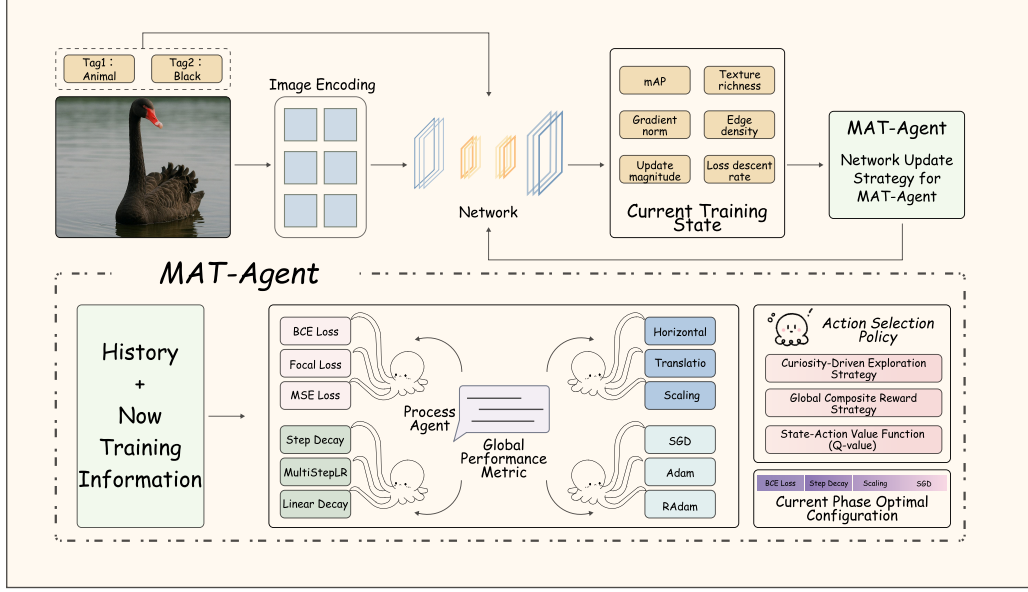 Tag1：
Animal
Tag2：
Black
Image Encoding
Network
mAP
Texture
richness
Gradient
norm
Edge
density
Update
magnitude
Loss descent
rate
Current Training
State
MAT-Agent
Network Update
Strategy for
MAT-Agent
MAT-Agent
History
+
Now
Training
Information
BCE Loss
Focal Loss
MSE Loss
Step Decay
MultiStepLR
Linear Decay
Process
Agent
Global
Performance
Metric
Horizontal
Translatio
Scaling
SGD
Adam
RAdam
Action Selection
Policy
Curiosity-Driven Exploration
Strategy
Global Composite Reward
Strategy
State-Action Value Function
(Q-value)
BCE Loss Step Decay Scaling SGD
Current Phase Optimal
Configuration